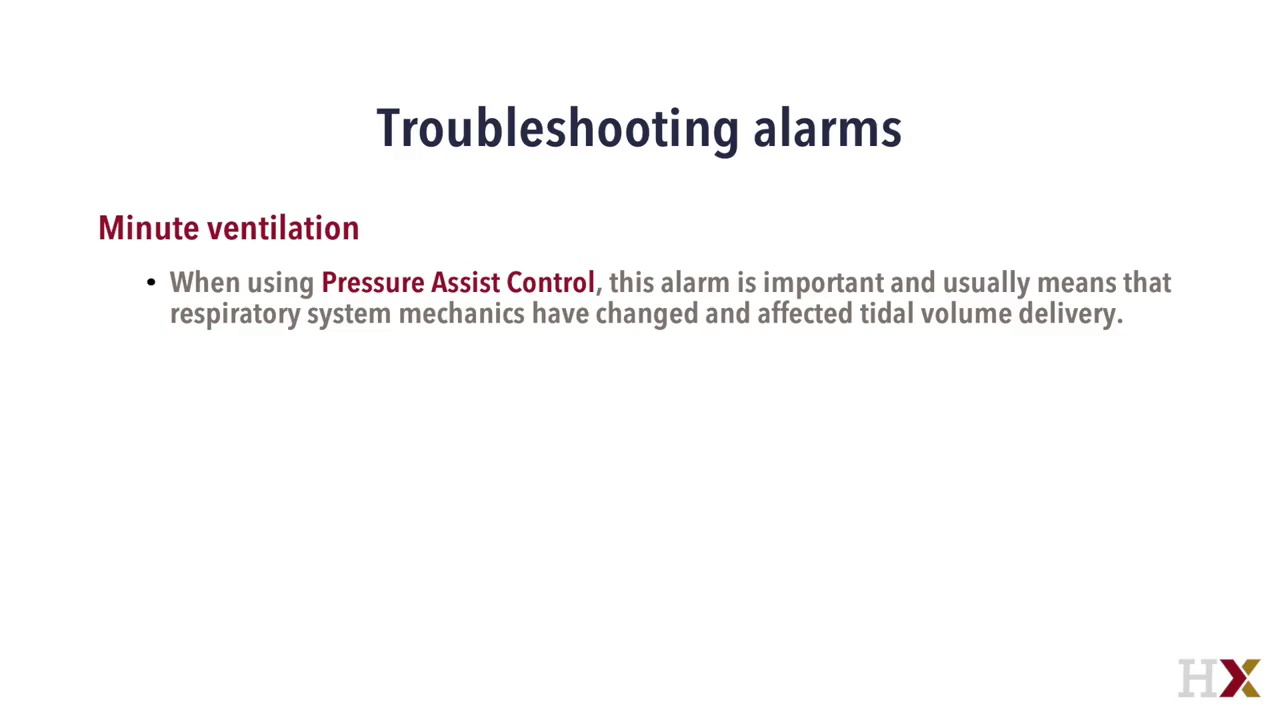 Troubleshooting alarms
Minute ventilation
• When using Pressure Assist Control, this alarm is important and usually means that
respiratory system mechanics have changed and affected tidal volume delivery.
HX